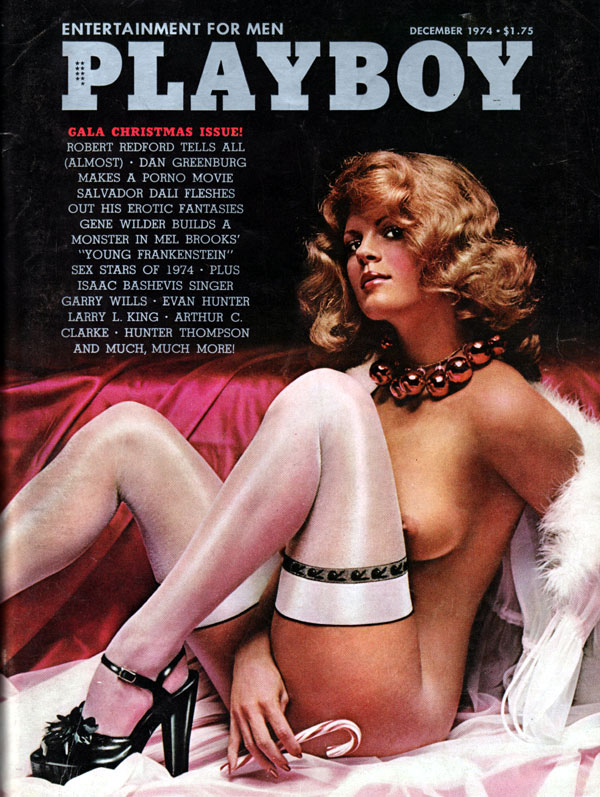 ENTERTAINMENT FOR MEN
DECEMBER 1974 • $1.75
PLAYBOY
GALA CHRISTMAS ISSUE!
ROBERT REDFORD TELLS ALL
(ALMOST) • DAN GREENBURG
MAKES A PORNO MOVIE
SALVADOR DALI FLESHES
OUT HIS EROTIC FANTASIES
GENE WILDER BUILDS A
MONSTER IN MEL BROOKS'
"YOUNG FRANKENSTEIN"
SEX STARS OF 1974 • PLUS
ISAAC BASHEVIS SINGER
GARRY WILLS • EVAN HUNTER
LARRY L. KING • ARTHUR C.
CLARKE • HUNTER THOMPSON
AND MUCH, MUCH MORE!